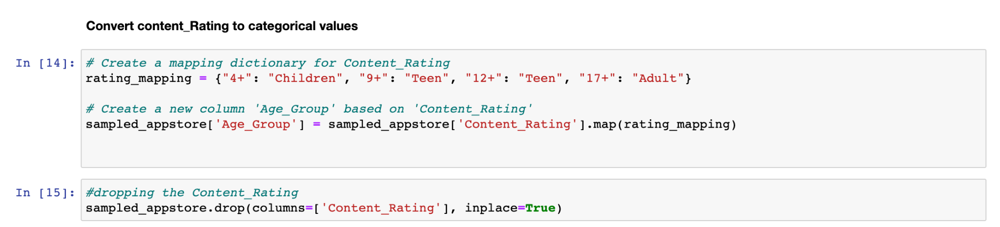 Convert content_Rating to categorical values
In [14]:
# Create a mapping dictionary for Content_Rating
rating_mapping = {"4+": "Children", "9+": "Teen", "12+": "Teen", "17+": "Adult"}
# Create a new column 'Age_Group' based on 'Content_Rating'
sampled_appstore['Age_Group'] = sampled_appstore['Content_Rating'].map(rating_mapping)
In [15]:
#dropping the Content_Rating
sampled_appstore.drop(columns=['Content_Rating'], inplace=True)